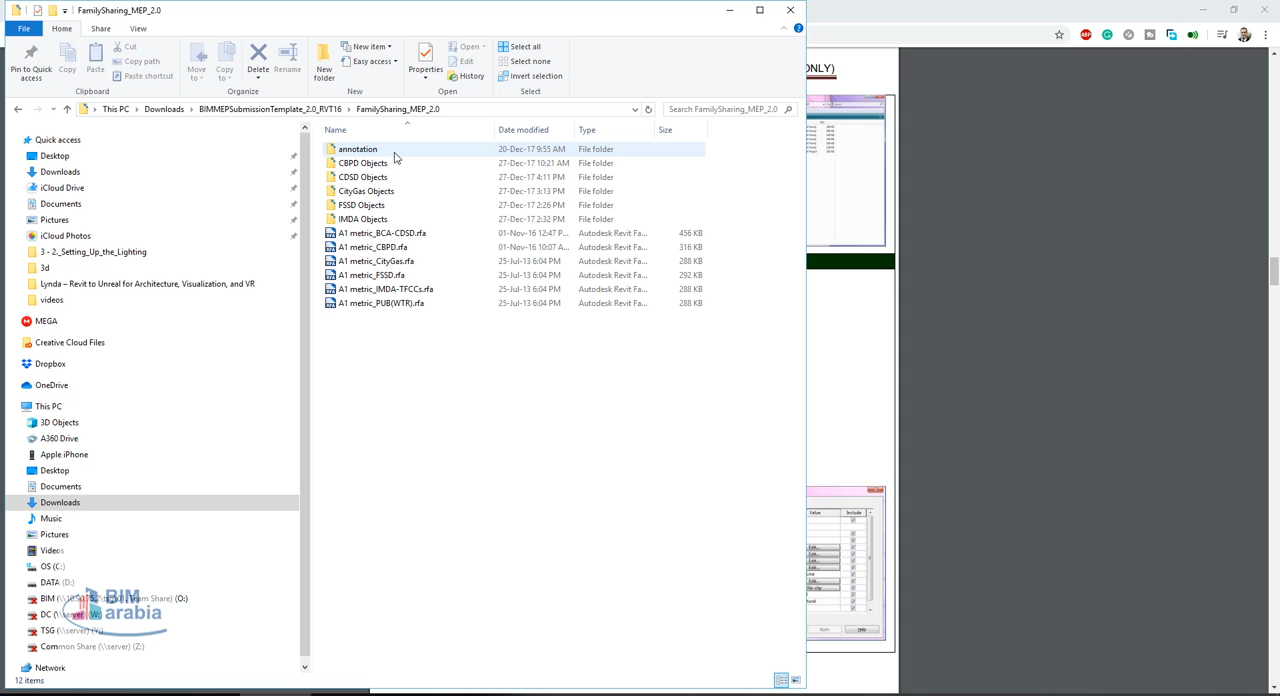 FamilySharing_MEP_2.0
File Home Share View
Pin to Quick access
Copy
Paste
Cut
Copy path
Paste shortcut
Clipboard
Move to
Copy to
Delete
Rename
Organize
New folder
New item
Easy access
New
Properties
Open
Edit
History
Open
Select all
Select none
Invert selection
Select
ONLY)
This PC > Downloads > BIMMEPSubmissionTemplate_2.0_RVT16 > FamilySharing_MEP_2.0
Search FamilySharing_MEP_2.0
Name Date modified Type Size
annotation 20-Dec-17 9:55 AM File folder
CBPD Objects 27-Dec-17 10:21 AM File folder
CDSD Objects 27-Dec-17 4:11 PM File folder
CityGas Objects 27-Dec-17 3:13 PM File folder
FSSD Objects 27-Dec-17 2:26 PM File folder
IMDA Objects 27-Dec-17 2:32 PM File folder
A1 metric_BCA-CDSD.rfa 01-Nov-16 12:47 P... Autodesk Revit Fa... 456 KB
A1 metric_CBPD.rfa 01-Nov-16 10:07 A... Autodesk Revit Fa... 316 KB
A1 metric_CityGas.rfa 25-Jul-13 6:04 PM Autodesk Revit Fa... 288 KB
A1 metric_FSSD.rfa 25-Jul-13 6:04 PM Autodesk Revit Fa... 292 KB
A1 metric_IMDA-TFCCs.rfa 25-Jul-13 6:04 PM Autodesk Revit Fa... 288 KB
A1 metric_PUB(WTR).rfa 25-Jul-13 6:04 PM Autodesk Revit Fa... 288 KB
Quick access
Desktop
Downloads
iCloud Drive
Documents
Pictures
iCloud Photos
3 - 2._Setting_Up_the_Lighting
3d
Lynda – Revit to Unreal for Architecture, Visualization, and VR
videos
MEGA
Creative Cloud Files
Dropbox
OneDrive
This PC
3D Objects
A360 Drive
Apple iPhone
Desktop
Documents
Downloads
Music
Pictures
Videos
OS (C:)
DATA (D:)
BIM
DC (\\server) (W:)
TSG (\\server) (Y:)
Common Share (\\server) (Z:)
Network
12 items
BIM
arabia
Value Include
Edit...
Edit...
Edit...
Edit...
Edit...
Apply Help